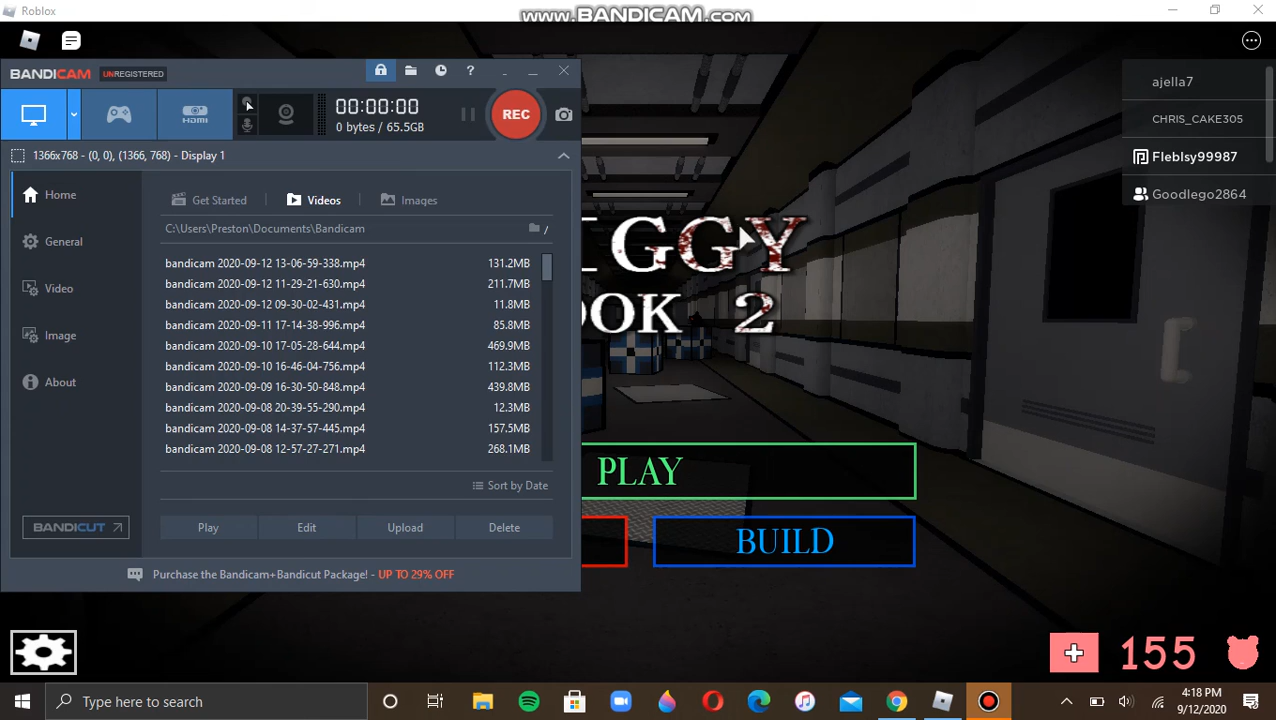 Roblox
www.BANDICAM.com
BANDICAM UNREGISTERED
HDMI
00:00:00
0 bytes / 65.5GB
REC
1366x768 - (0, 0), (1366, 768) - Display 1
Home
General
Video
Image
About
BANDICUT
Get Started
Videos
Images
C:\Users\Preston\Documents\Bandicam
/
bandicam 2020-09-12 13-06-59-338.mp4 131.2MB
bandicam 2020-09-12 11-29-21-630.mp4 211.7MB
bandicam 2020-09-12 09-30-02-431.mp4 11.8MB
bandicam 2020-09-11 17-14-38-996.mp4 85.8MB
bandicam 2020-09-10 17-05-28-644.mp4 469.9MB
bandicam 2020-09-10 16-46-04-756.mp4 112.3MB
bandicam 2020-09-09 16-30-50-848.mp4 439.8MB
bandicam 2020-09-08 20-39-55-290.mp4 12.3MB
bandicam 2020-09-08 14-37-57-445.mp4 157.5MB
bandicam 2020-09-08 12-57-27-271.mp4 268.1MB
Sort by Date
Play Edit Upload Delete
Purchase the Bandicam+Bandicut Package! - UP TO 29% OFF
IGGY
OOK 2
PLAY
BUILD
ajella7
CHRIS_CAKE305
Fleblsy99987
Goodlego2864
155
Type here to search
4:18 PM
9/12/2020